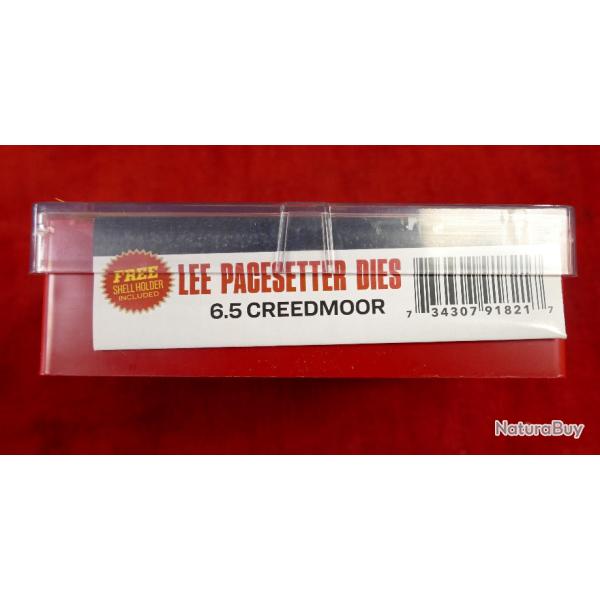 FREE
SHELL HOLDER
INCLUDED
LEE PACESETTER DIES
6.5 CREEDMOOR
7 34307 91821 7
NaturaBuy